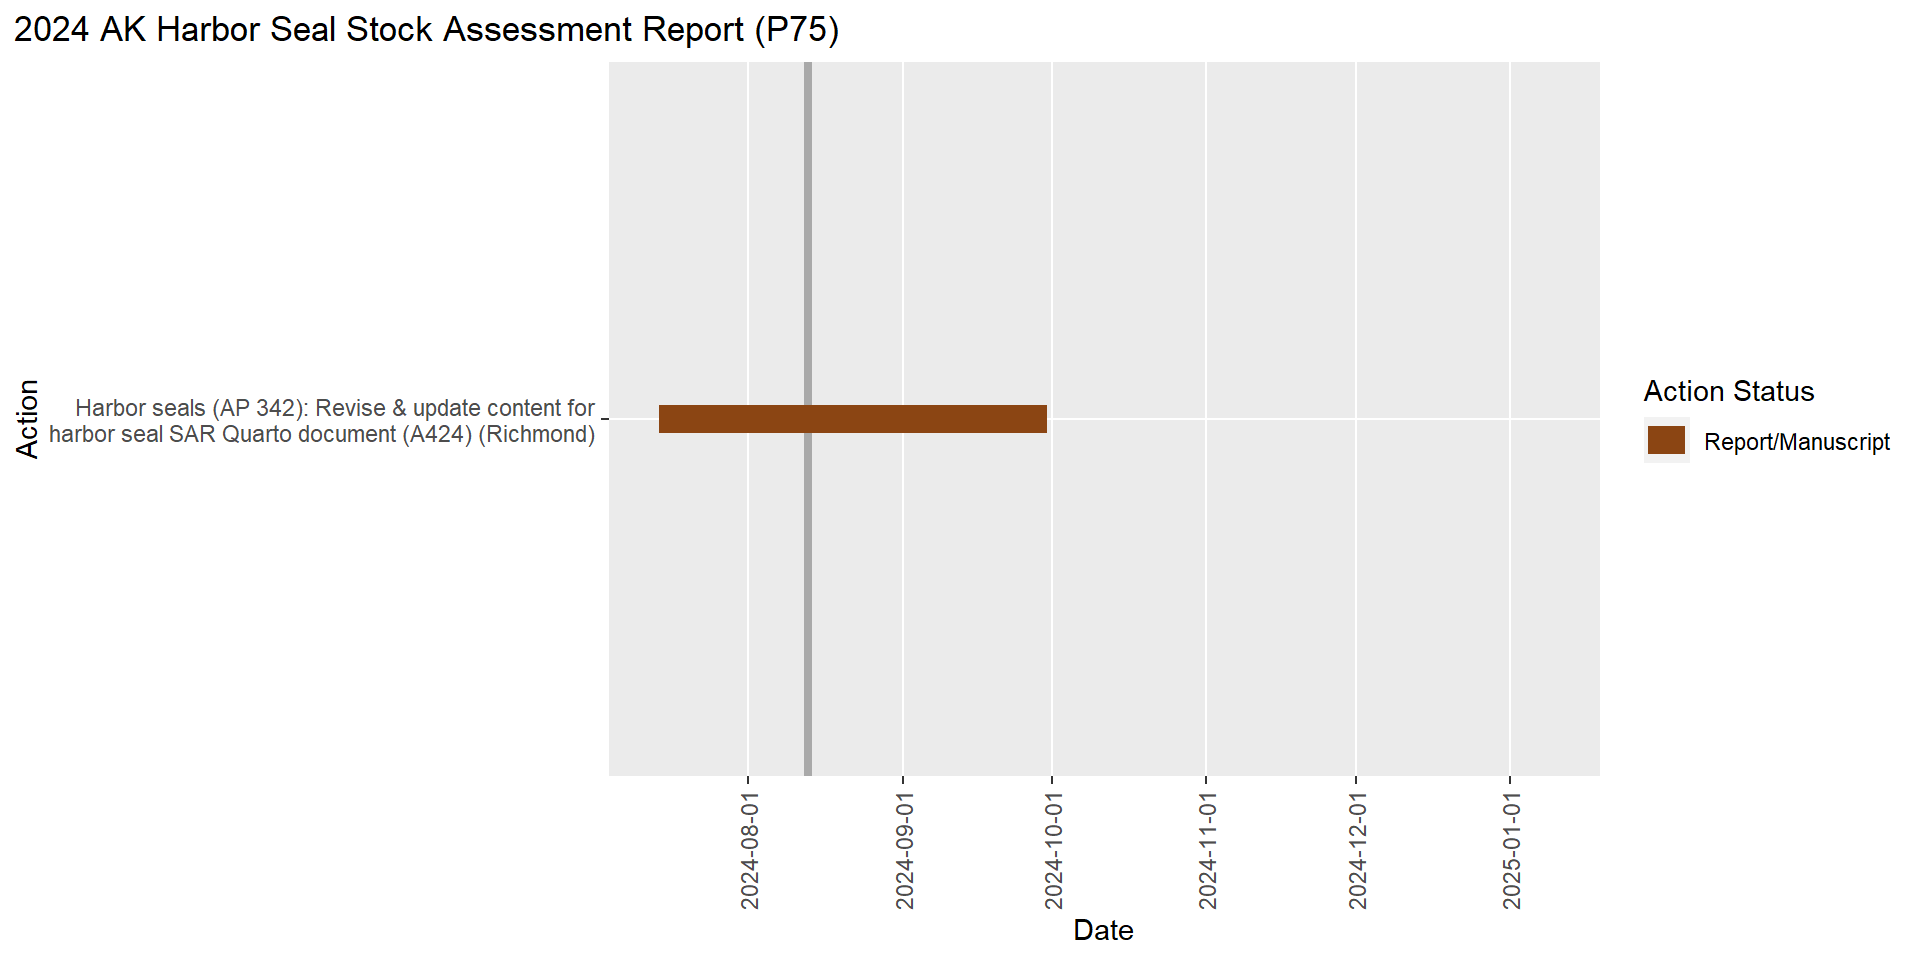 2024 AK Harbor Seal Stock Assessment Report (P75)
Action
Harbor seals (AP 342): Revise & update content for
harbor seal SAR Quarto document (A424) (Richmond)
Action Status
Report/Manuscript
2024-08-01
2024-09-01
2024-10-01
2024-11-01
2024-12-01
2025-01-01
Date